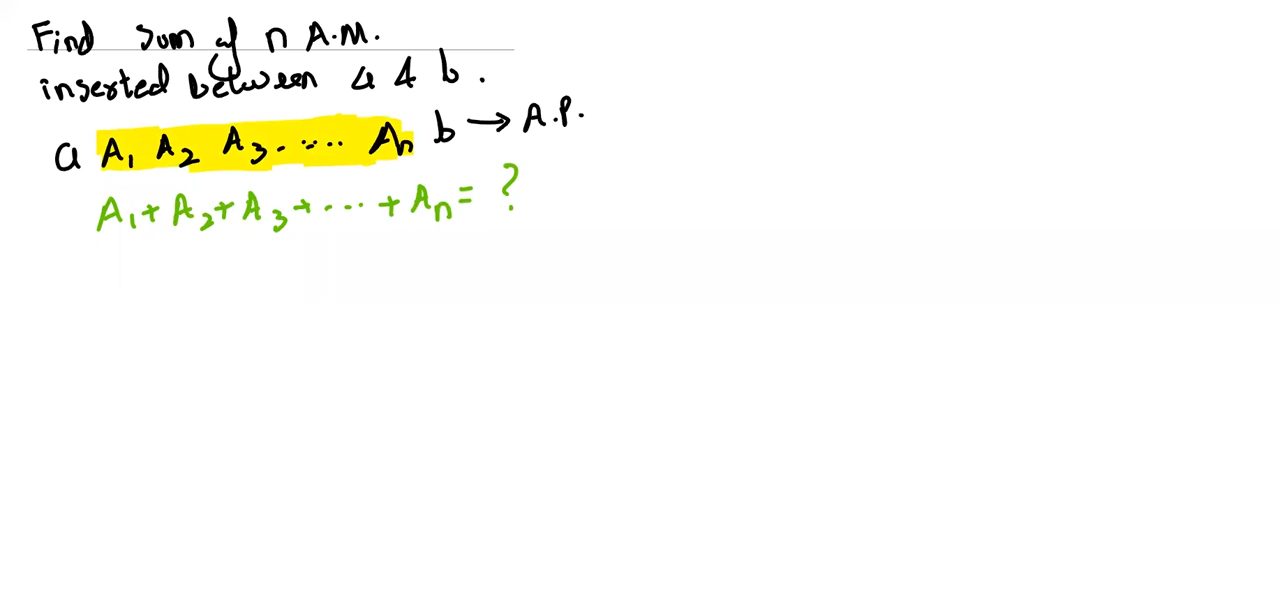 Find sum of n A.M.
inserted between a & b.
a A₁ A₂ A₃ ...... Aₙ b → A.P.
A₁ + A₂ + A₃ + ... + Aₙ = ?